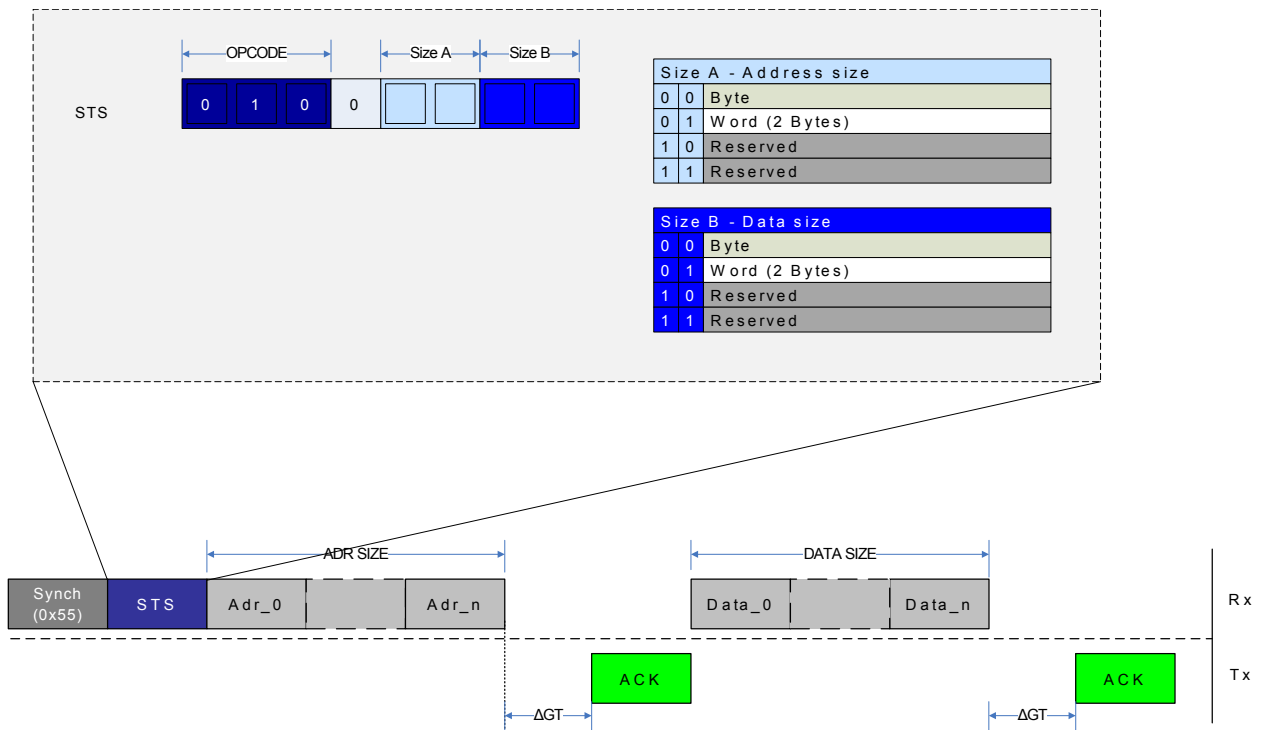 OPCODE Size A Size B
STS 0 1 0 0
Size A - Address size
0 0 Byte
0 1 Word (2 Bytes)
1 0 Reserved
1 1 Reserved
Size B - Data size
0 0 Byte
0 1 Word (2 Bytes)
1 0 Reserved
1 1 Reserved
ADR SIZE DATA SIZE
Synch
(0x55)
STS Adr_0 Adr_n Data_0 Data_n Rx
ACK ACK Tx
ΔGT ΔGT